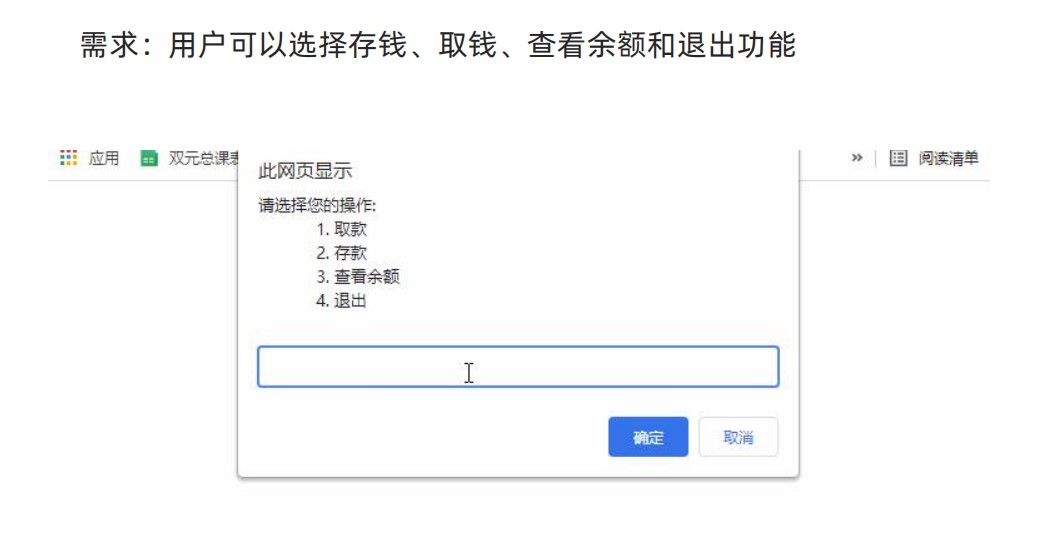 需求：用户可以选择存钱、取钱、查看余额和退出功能
应用 双元总课表 » 阅读清单
此网页显示
请选择您的操作:
1. 取款
2. 存款
3. 查看余额
4. 退出
确定 取消